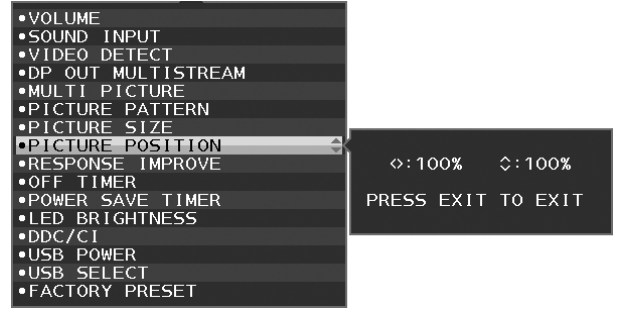 •VOLUME
•SOUND INPUT
•VIDEO DETECT
•DP OUT MULTISTREAM
•MULTI PICTURE
•PICTURE PATTERN
•PICTURE SIZE
•PICTURE POSITION
•RESPONSE IMPROVE
•OFF TIMER
•POWER SAVE TIMER
•LED BRIGHTNESS
•DDC/CI
•USB POWER
•USB SELECT
•FACTORY PRESET
:100% :100%
PRESS EXIT TO EXIT